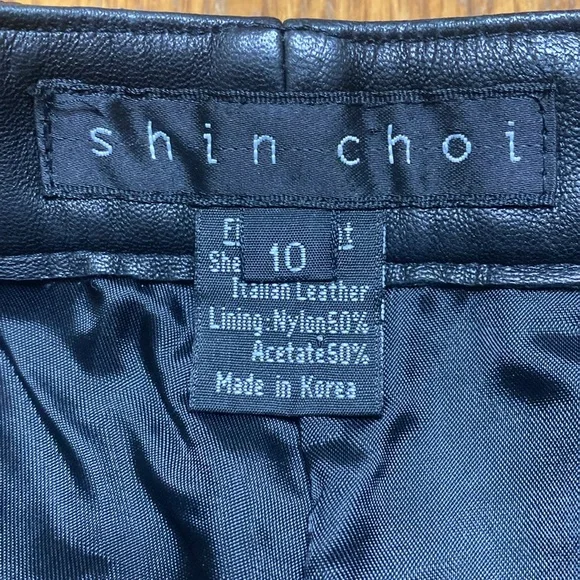 shin choi
10
Italian Leather
Lining:Nylon50%
Acetate50%
Made in Korea